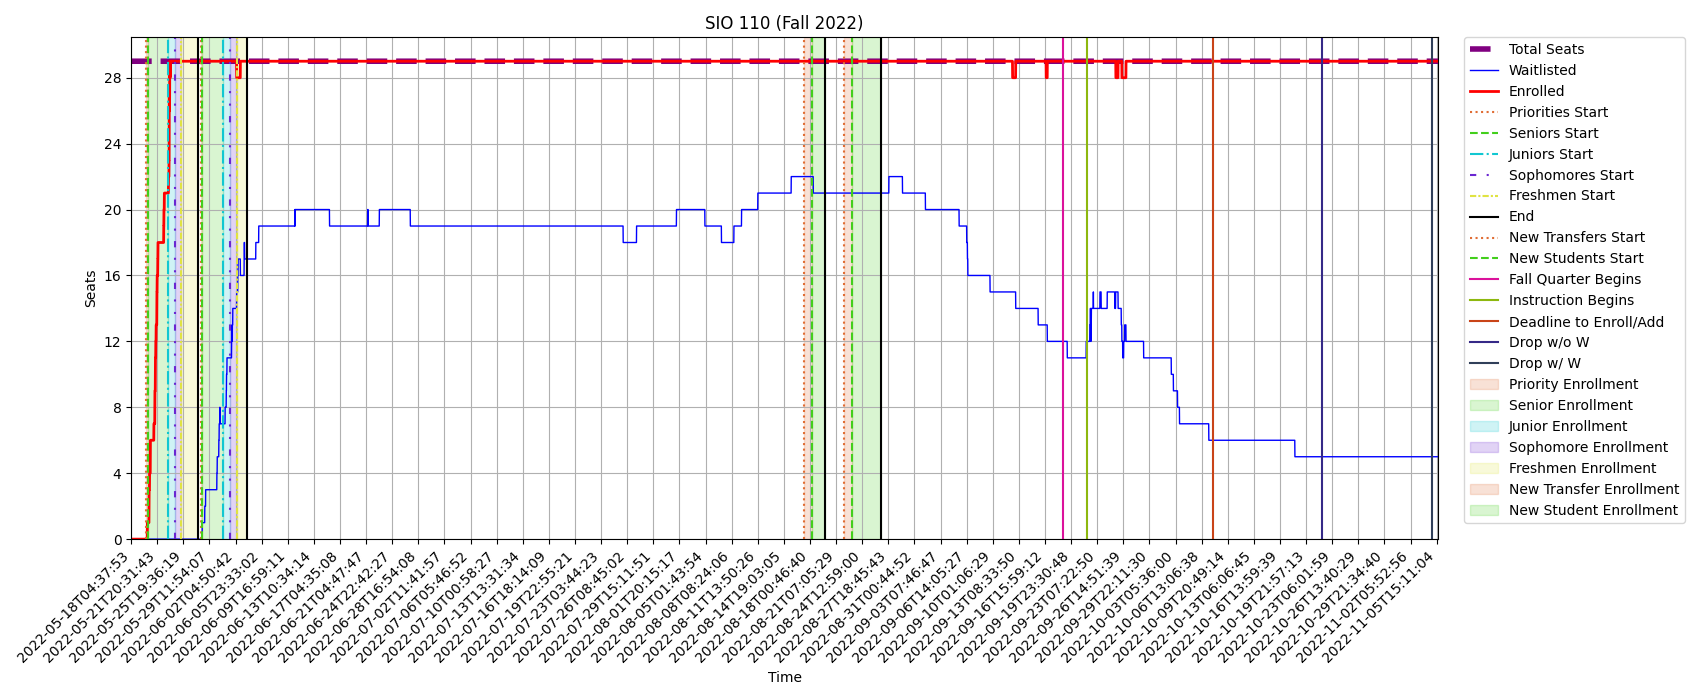 SIO 110 (Fall 2022)
Seats
28
24
20
16
12
8
4
0
2022-05-18T04:37:53
2022-05-21T20:31:43
2022-05-25T19:36:19
2022-05-29T11:54:07
2022-06-02T04:50:42
2022-06-05T23:33:02
2022-06-09T16:59:11
2022-06-13T10:34:14
2022-06-17T04:35:08
2022-06-21T04:47:47
2022-06-24T22:42:27
2022-06-28T16:54:08
2022-07-02T11:41:57
2022-07-06T05:46:52
2022-07-10T00:58:27
2022-07-13T13:31:34
2022-07-16T18:14:09
2022-07-19T22:55:21
2022-07-23T03:44:23
2022-07-26T08:45:02
2022-07-29T15:11:51
2022-08-01T20:15:17
2022-08-05T01:43:54
2022-08-08T08:24:06
2022-08-11T13:50:26
2022-08-14T19:03:05
2022-08-18T00:46:40
2022-08-21T07:05:29
2022-08-24T12:59:00
2022-08-27T18:45:43
2022-08-31T00:44:52
2022-09-03T07:46:47
2022-09-06T14:05:27
2022-09-10T01:06:29
2022-09-13T08:33:50
2022-09-16T15:59:12
2022-09-19T23:30:48
2022-09-23T07:22:50
2022-09-26T14:51:39
2022-09-29T22:11:30
2022-10-03T05:36:00
2022-10-06T13:06:38
2022-10-09T20:49:14
2022-10-13T06:06:45
2022-10-16T13:59:39
2022-10-19T21:57:13
2022-10-23T06:01:59
2022-10-26T13:40:29
2022-10-29T21:34:40
2022-11-02T05:52:56
2022-11-05T15:11:04
Time
Total Seats
Waitlisted
Enrolled
Priorities Start
Seniors Start
Juniors Start
Sophomores Start
Freshmen Start
End
New Transfers Start
New Students Start
Fall Quarter Begins
Instruction Begins
Deadline to Enroll/Add
Drop w/o W
Drop w/ W
Priority Enrollment
Senior Enrollment
Junior Enrollment
Sophomore Enrollment
Freshmen Enrollment
New Transfer Enrollment
New Student Enrollment